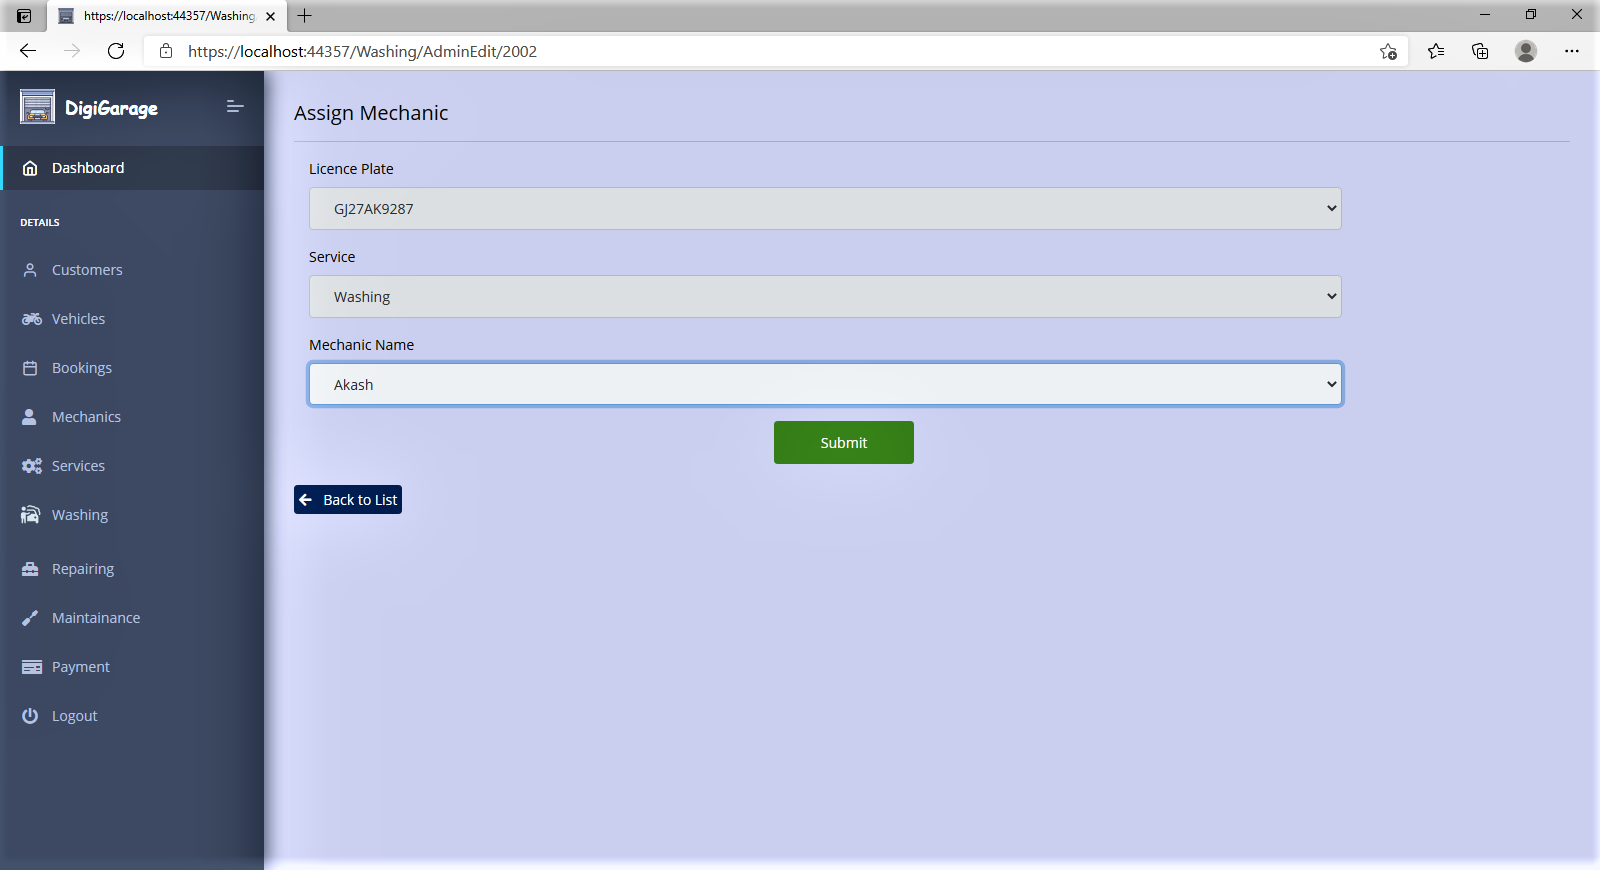 https://localhost:44357/Washing
https://localhost:44357/Washing/AdminEdit/2002
DigiGarage
Dashboard
DETAILS
Customers
Vehicles
Bookings
Mechanics
Services
Washing
Repairing
Maintainance
Payment
Logout
Assign Mechanic
Licence Plate
GJ27AK9287
Service
Washing
Mechanic Name
Akash
Submit
Back to List